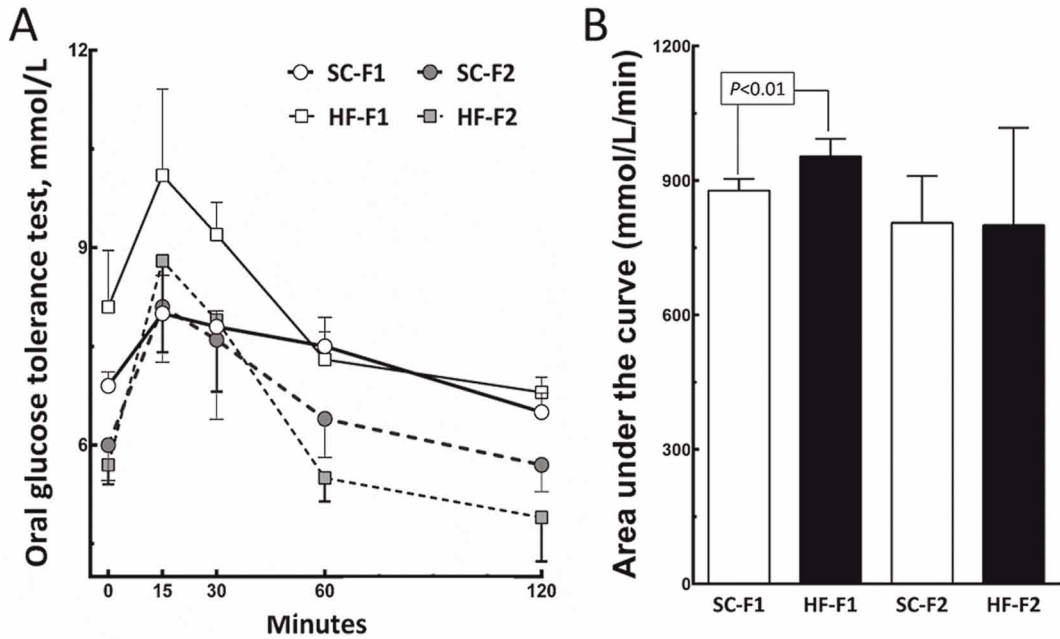 A
Oral glucose tolerance test, mmol/L
12
9
6
SC-F1 SC-F2
HF-F1 HF-F2
0 15 30 60 120
Minutes
B
Area under the curve (mmol/L/min)
1200
900
600
300
0
P<0.01
SC-F1 HF-F1 SC-F2 HF-F2